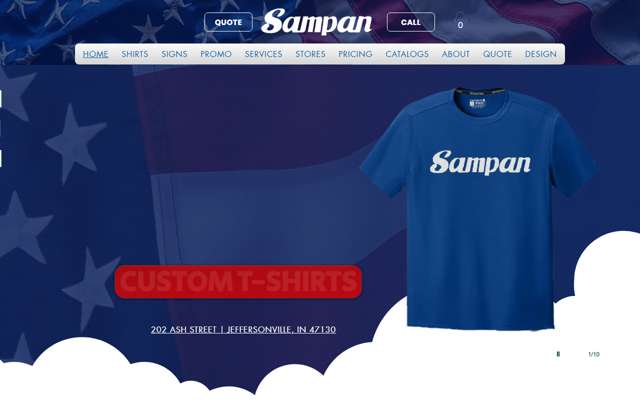 QUOTE
Sampan
CALL
0
HOME SHIRTS SIGNS PROMO SERVICES STORES PRICING CATALOGS ABOUT QUOTE DESIGN
Sampan
CUSTOM T-SHIRTS
202 ASH STREET | JEFFERSONVILLE, IN 47130
1/10